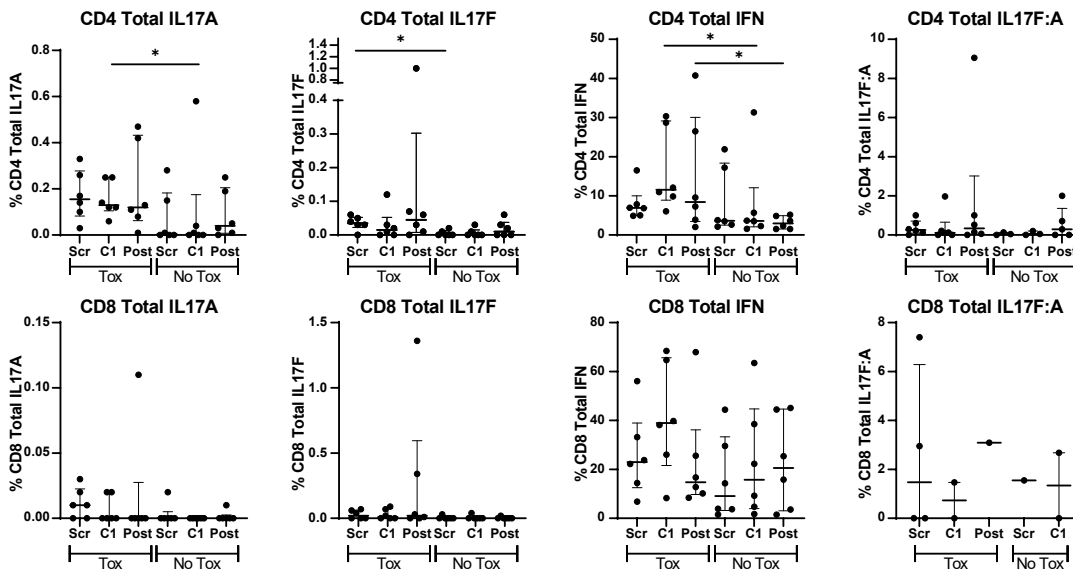 CD4 Total IL17A
% CD4 Total IL17A
0.8
0.6
0.4
0.2
0.0
*
Scr C1 Post Scr C1 Post
Tox No Tox
CD4 Total IL17F
% CD4 Total IL17F
1.4
1.2
1.0
0.8
0.4
0.3
0.2
0.1
0.0
*
Scr C1 Post Scr C1 Post
Tox No Tox
CD4 Total IFN
% CD4 Total IFN
50
40
30
20
10
0
*
*
Scr C1 Post Scr C1 Post
Tox No Tox
CD4 Total IL17F:A
% CD4 Total IL17F:A
10
8
6
4
2
0
Scr C1 Post Scr C1 Post
Tox No Tox
CD8 Total IL17A
% CD8 Total IL17A
0.15
0.10
0.05
0.00
Scr C1 Post Scr C1 Post
Tox No Tox
CD8 Total IL17F
% CD8 Total IL17F
1.5
1.0
0.5
0.0
Scr C1 Post Scr C1 Post
Tox No Tox
CD8 Total IFN
% CD8 Total IFN
80
60
40
20
0
Scr C1 Post Scr C1 Post
Tox No Tox
CD8 Total IL17F:A
% CD8 Total IL17F:A
8
6
4
2
0
Scr C1 Post Scr C1
Tox No Tox